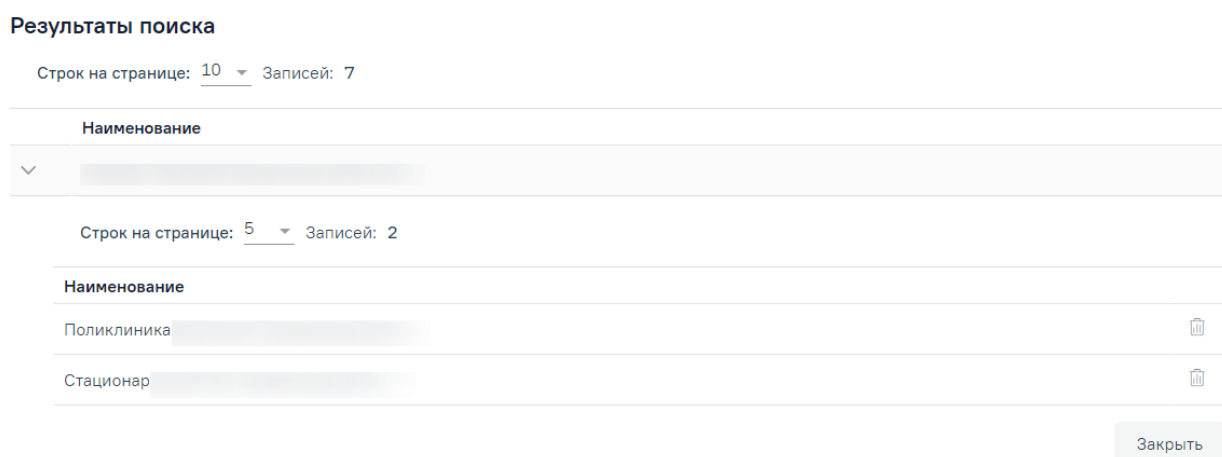 Результаты поиска
Строк на странице: 10 Записей: 7
Наименование
Строк на странице: 5 Записей: 2
Наименование
Поликлиника
Стационар
Закрыть